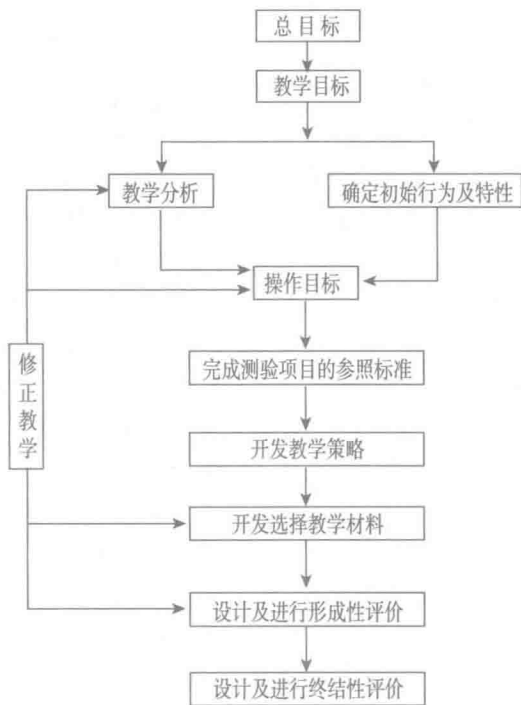 总目标
教学目标
教学分析
确定初始行为及特性
操作目标
修正教学
完成测验项目的参照标准
开发教学策略
开发选择教学材料
设计及进行形成性评价
设计及进行终结性评价